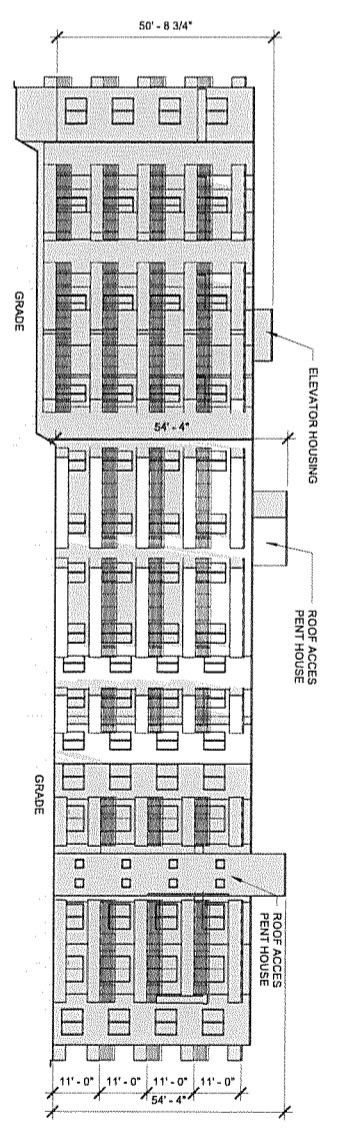 50' - 8 3/4"
GRADE
ELEVATOR HOUSING
54' - 4"
ROOF ACCES
PENT HOUSE
GRADE
ROOF ACCES
PENT HOUSE
11' - 0"
11' - 0"
11' - 0"
11' - 0"
54' - 4"